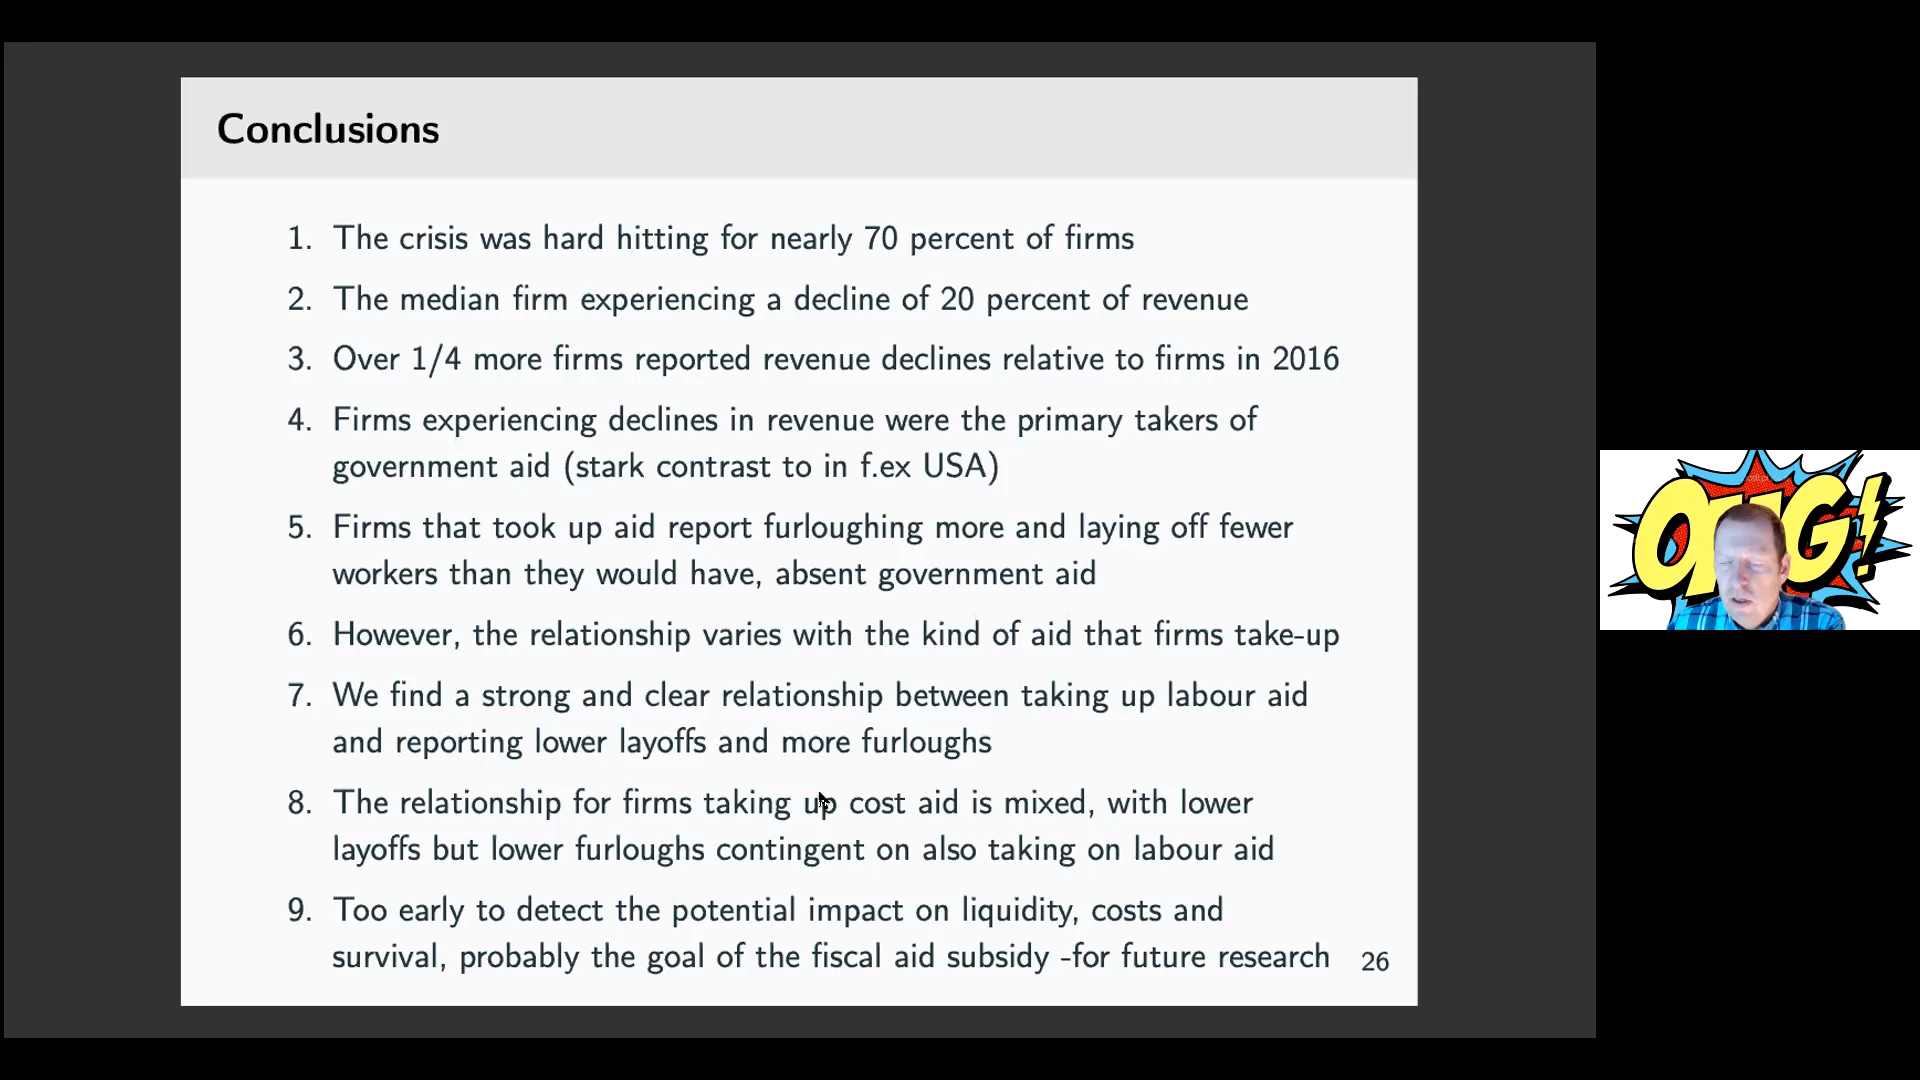 Conclusions
1. The crisis was hard hitting for nearly 70 percent of firms
2. The median firm experiencing a decline of 20 percent of revenue
3. Over 1/4 more firms reported revenue declines relative to firms in 2016
4. Firms experiencing declines in revenue were the primary takers of
government aid (stark contrast to in f.ex USA)
5. Firms that took up aid report furloughing more and laying off fewer
workers than they would have, absent government aid
6. However, the relationship varies with the kind of aid that firms take-up
7. We find a strong and clear relationship between taking up labour aid
and reporting lower layoffs and more furloughs
8. The relationship for firms taking up cost aid is mixed, with lower
layoffs but lower furloughs contingent on also taking on labour aid
9. Too early to detect the potential impact on liquidity, costs and
survival, probably the goal of the fiscal aid subsidy -for future research
26
OMG!